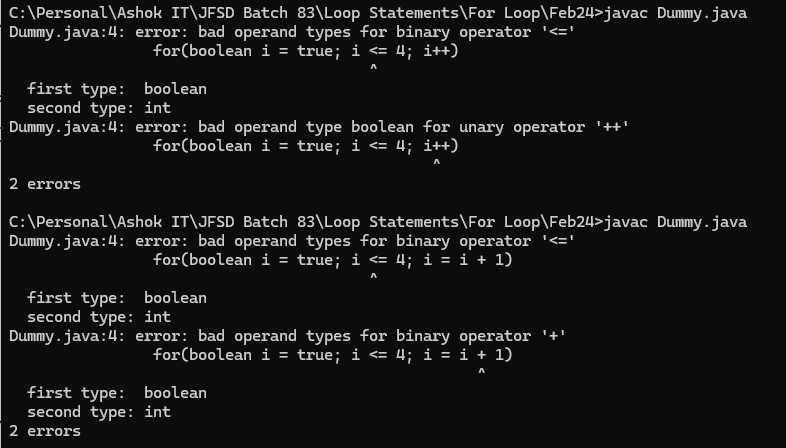 C:\Personal\Ashok IT\JFSD Batch 83\Loop Statements\For Loop\Feb24>javac Dummy.java
Dummy.java:4: error: bad operand types for binary operator '<='
                for(boolean i = true; i <= 4; i++)
                                        ^
  first type:  boolean
  second type: int
Dummy.java:4: error: bad operand type boolean for unary operator '++'
                for(boolean i = true; i <= 4; i++)
                                               ^
2 errors

C:\Personal\Ashok IT\JFSD Batch 83\Loop Statements\For Loop\Feb24>javac Dummy.java
Dummy.java:4: error: bad operand types for binary operator '<='
                for(boolean i = true; i <= 4; i = i + 1)
                                        ^
  first type:  boolean
  second type: int
Dummy.java:4: error: bad operand types for binary operator '+'
                for(boolean i = true; i <= 4; i = i + 1)
                                                    ^
  first type:  boolean
  second type: int
2 errors